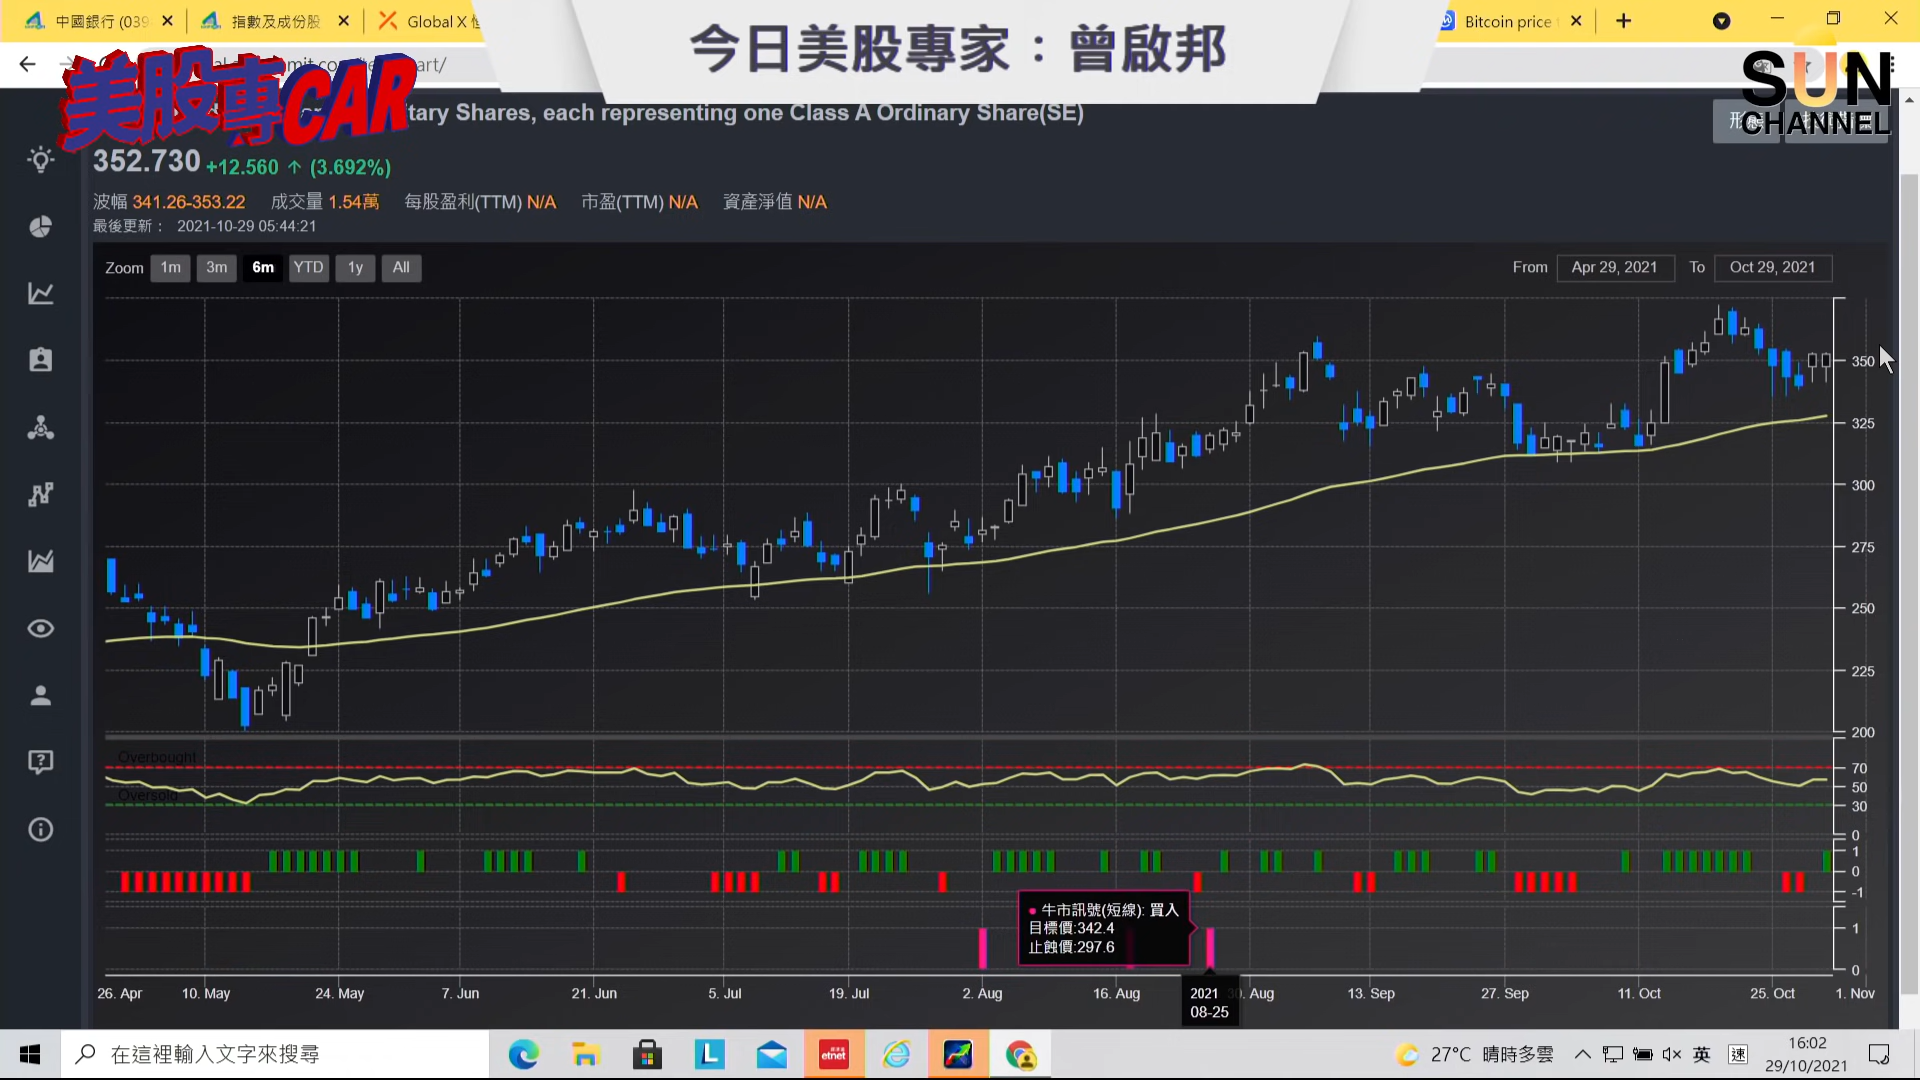 中國銀行 (039
指數及成份股
Global X 恒
今日美股專家：曾啟邦
Bitcoin price
美股專CAR
art/
SUN
CHANNEL
tary Shares, each representing one Class A Ordinary Share(SE)
352.730 +12.560 ↑ (3.692%)
波幅 341.26-353.22 成交量 1.54萬 每股盈利(TTM) N/A 市盈(TTM) N/A 資產淨值 N/A
最後更新： 2021-10-29 05:44:21
Zoom 1m 3m 6m YTD 1y All
From Apr 29, 2021 To Oct 29, 2021
350
325
300
275
250
225
200
Overbought
70
50
Oversold
30
0
1
0
-1
牛市訊號(短線): 買入
目標價:342.4
止蝕價:297.6
1
0
26. Apr 10. May 24. May 7. Jun 21. Jun 5. Jul 19. Jul 2. Aug 16. Aug 30. Aug 13. Sep 27. Sep 11. Oct 25. Oct 1. Nov
2021
08-25
在這裡輸入文字來搜尋
etnet
27°C 晴時多雲
英
速
16:02
29/10/2021